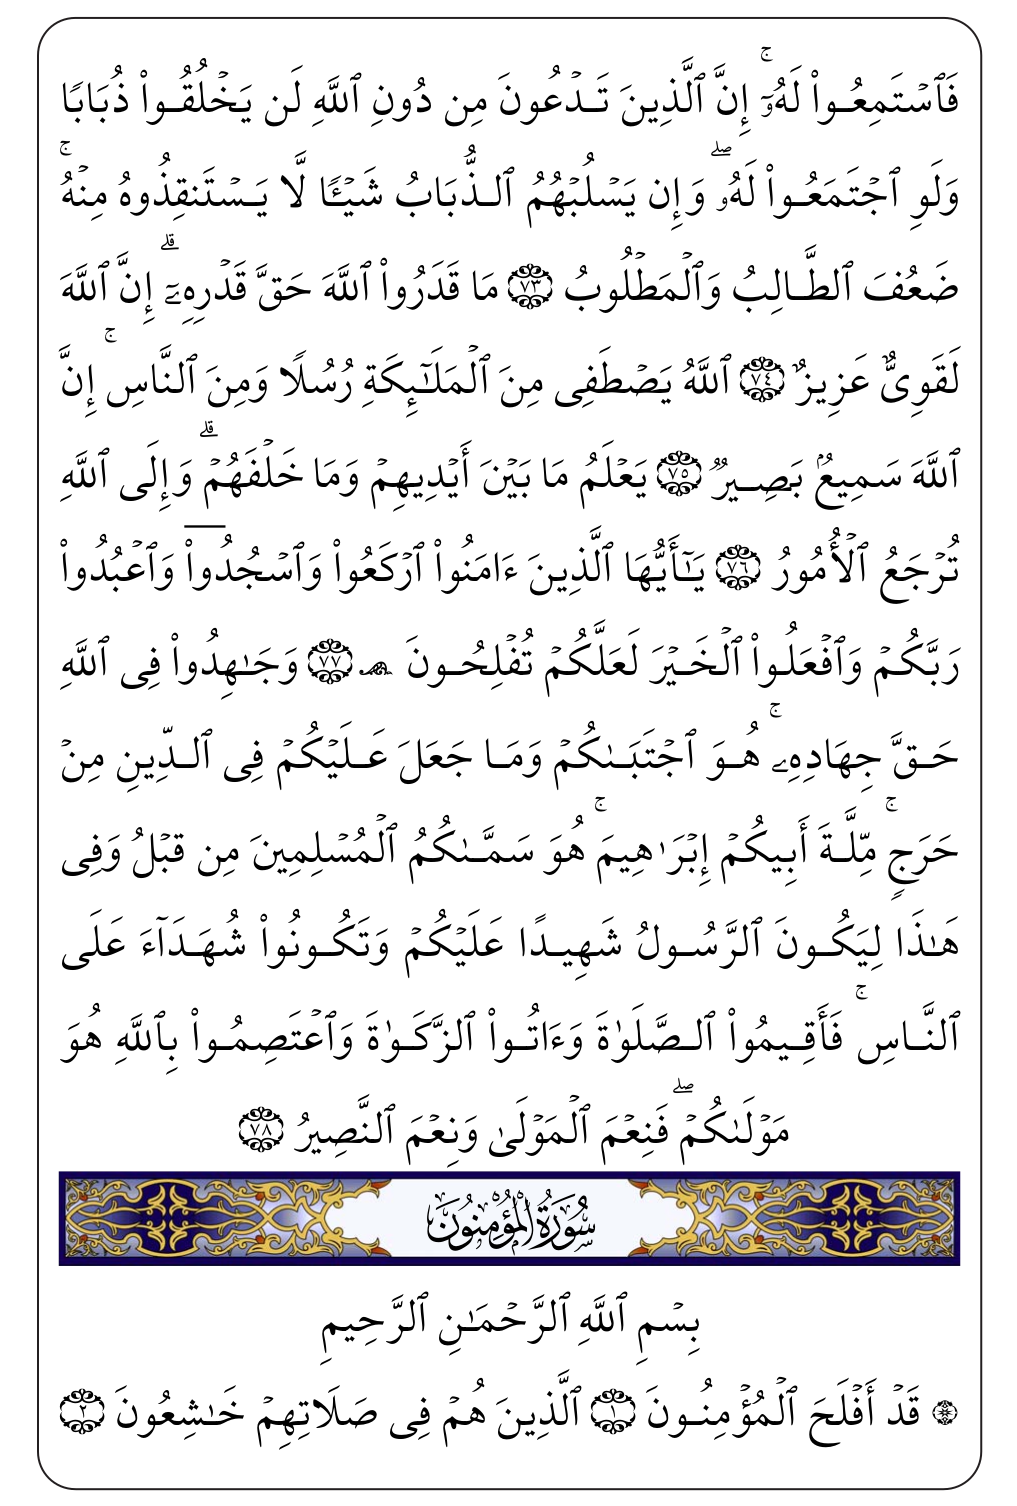 فَٱسۡتَمِعُواْ لَهُۥٓۚ إِنَّ ٱلَّذِينَ تَدۡعُونَ مِن دُونِ ٱللَّهِ لَن يَخۡلُقُواْ ذُبَابٗا
وَلَوِ ٱجۡتَمَعُواْ لَهُۥۖ وَإِن يَسۡلُبۡهُمُ ٱلذُّبَابُ شَيۡـٔٗا لَّا يَسۡتَنقِذُوهُ مِنۡهُۚ
ضَعُفَ ٱلطَّالِبُ وَٱلۡمَطۡلُوبُ ٧٣ مَا قَدَرُواْ ٱللَّهَ حَقَّ قَدۡرِهِۦٓۗ إِنَّ ٱللَّهَ
لَقَوِيٌّ عَزِيزٌ ٧٤ ٱللَّهُ يَصۡطَفِي مِنَ ٱلۡمَلَٰٓئِكَةِ رُسُلٗا وَمِنَ ٱلنَّاسِۚ إِنَّ
ٱللَّهَ سَمِيعُۢ بَصِيرٞ ٧٥ يَعۡلَمُ مَا بَيۡنَ أَيۡدِيهِمۡ وَمَا خَلۡفَهُمۡۗ وَإِلَى ٱللَّهِ
تُرۡجَعُ ٱلۡأُمُورُ ٧٦ يَٰٓأَيُّهَا ٱلَّذِينَ ءَامَنُواْ ٱرۡكَعُواْ وَٱسۡجُدُواْ وَٱعۡبُدُواْ
رَبَّكُمۡ وَٱفۡعَلُواْ ٱلۡخَيۡرَ لَعَلَّكُمۡ تُفۡلِحُونَ ۩ ٧٧ وَجَٰهِدُواْ فِي ٱللَّهِ
حَقَّ جِهَادِهِۦۚ هُوَ ٱجۡتَبَىٰكُمۡ وَمَا جَعَلَ عَلَيۡكُمۡ فِي ٱلدِّينِ مِنۡ
حَرَجٖۚ مِّلَّةَ أَبِيكُمۡ إِبۡرَٰهِيمَۚ هُوَ سَمَّىٰكُمُ ٱلۡمُسۡلِمِينَ مِن قَبۡلُ وَفِي
هَٰذَا لِيَكُونَ ٱلرَّسُولُ شَهِيدًا عَلَيۡكُمۡ وَتَكُونُواْ شُهَدَآءَ عَلَى
ٱلنَّاسِۚ فَأَقِيمُواْ ٱلصَّلَوٰةَ وَءَاتُواْ ٱلزَّكَوٰةَ وَٱعۡتَصِمُواْ بِٱللَّهِ هُوَ
مَوۡلَىٰكُمۡۖ فَنِعۡمَ ٱلۡمَوۡلَىٰ وَنِعۡمَ ٱلنَّصِيرُ ٧٨
سُورَةُ الْمُؤْمِنُونَ
بِسۡمِ ٱللَّهِ ٱلرَّحۡمَٰنِ ٱلرَّحِيمِ
۞ قَدۡ أَفۡلَحَ ٱلۡمُؤۡمِنُونَ ١ ٱلَّذِينَ هُمۡ فِي صَلَاتِهِمۡ خَٰشِعُونَ ٢